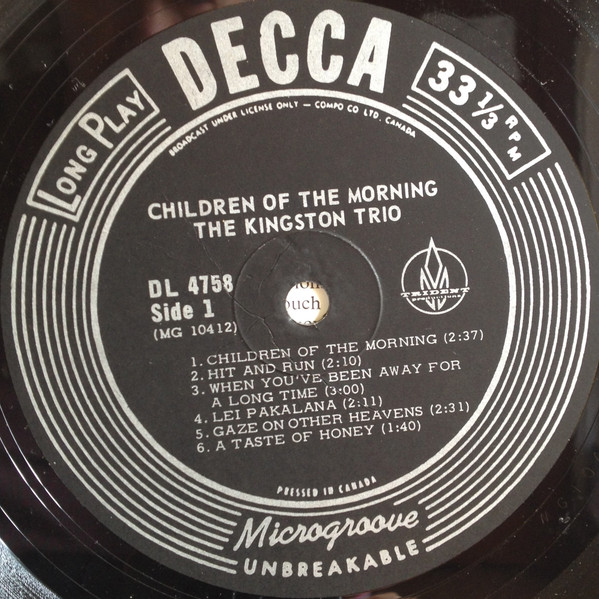 DECCA
LONG PLAY
33 1/3 RPM
BROADCAST UNDER LICENSE ONLY — COMPO CO LTD. CANADA
CHILDREN OF THE MORNING
THE KINGSTON TRIO
DL 4758
Side 1
(MG 10412)
TRIDENT
productions
ouch
1. CHILDREN OF THE MORNING (2:37)
2. HIT AND RUN (2:10)
3. WHEN YOU'VE BEEN AWAY FOR
A LONG TIME (3:00)
4. LEI PAKALANA (2:11)
5. GAZE ON OTHER HEAVENS (2:31)
6. A TASTE OF HONEY (1:40)
PRESSED IN CANADA
Microgroove
UNBREAKABLE